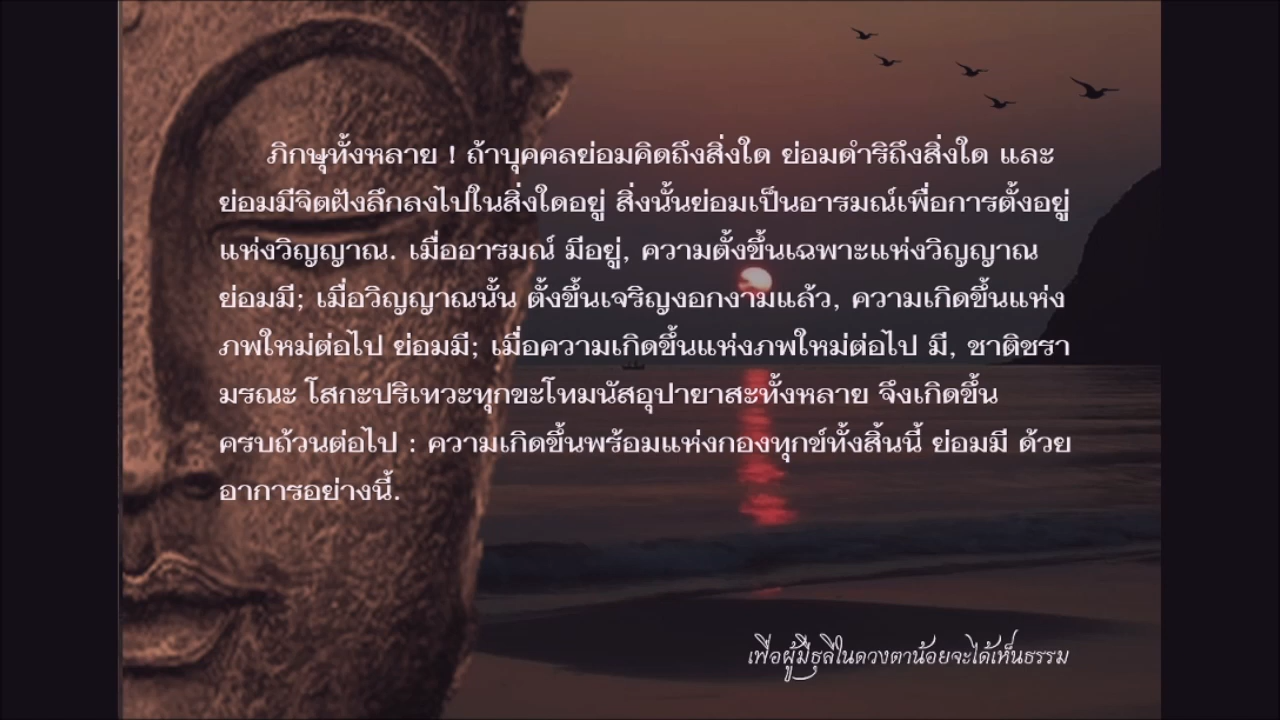 ภิกษุทั้งหลาย ! ถ้าบุคคลย่อมคิดถึงสิ่งใด ย่อมดำริถึงสิ่งใด และ
ย่อมมีจิตฝังลึกลงไปในสิ่งใดอยู่ สิ่งนั้นย่อมเป็นอารมณ์เพื่อการตั้งอยู่
แห่งวิญญาณ. เมื่ออารมณ์ มีอยู่, ความตั้งขึ้นเฉพาะแห่งวิญญาณ
ย่อมมี; เมื่อวิญญาณนั้น ตั้งขึ้นเจริญงอกงามแล้ว, ความเกิดขึ้นแห่ง
ภพใหม่ต่อไป ย่อมมี; เมื่อความเกิดขึ้นแห่งภพใหม่ต่อไป มี, ชาติชรา
มรณะ โสกะปริเทวะทุกขะโทมนัสอุปายาสะทั้งหลาย จึงเกิดขึ้น
ครบถ้วนต่อไป : ความเกิดขึ้นพร้อมแห่งกองทุกข์ทั้งสิ้นนี้ ย่อมมี ด้วย
อาการอย่างนี้.
เพื่อผู้มีธุลีในดวงตาน้อยจะได้เห็นธรรม